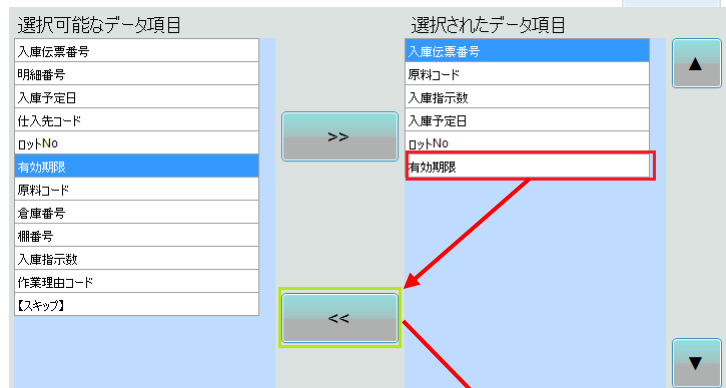 選択可能なデータ項目
入庫伝票番号
明細番号
入庫予定日
仕入先コード
ロットNo
有効期限
原料コード
倉庫番号
棚番号
入庫指示数
作業理由コード
【スキップ】
>>
<<
選択されたデータ項目
入庫伝票番号
原料コード
入庫指示数
入庫予定日
ロットNo
有効期限
▲
▼